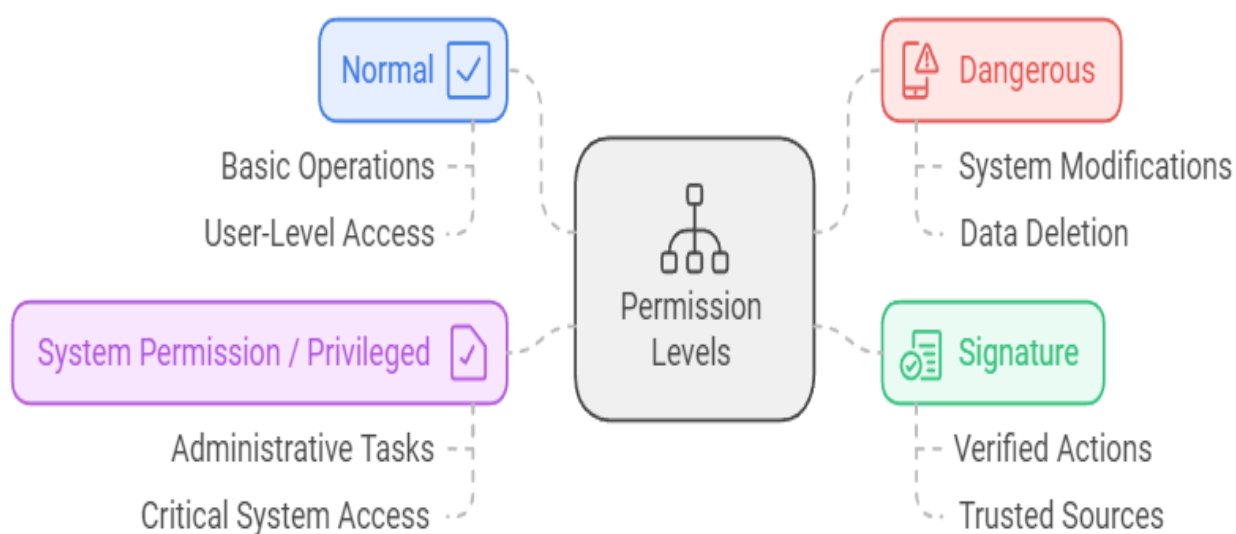 Normal
Basic Operations
User-Level Access
System Permission / Privileged
Administrative Tasks
Critical System Access
Permission
Levels
Dangerous
System Modifications
Data Deletion
Signature
Verified Actions
Trusted Sources